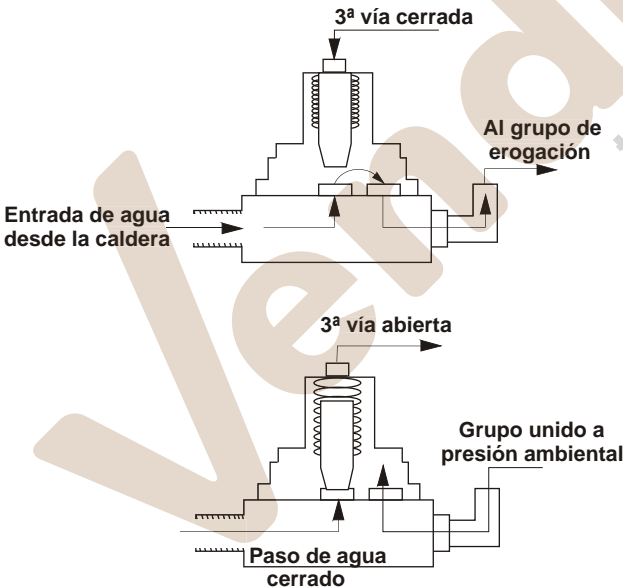 3ª vía cerrada
Al grupo de
erogación
Entrada de agua
desde la caldera
3ª vía abierta
Grupo unido a
presión ambiental
Paso de agua
cerrado
Vend